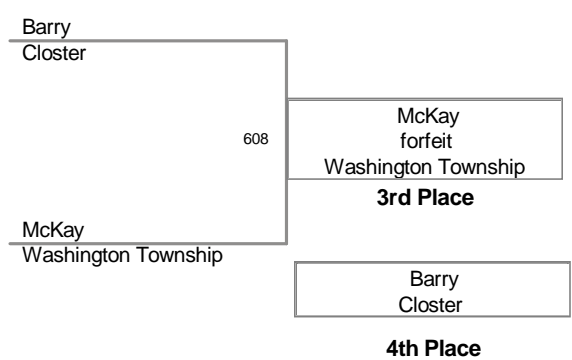 Barry
Closter
608
McKay
forfeit
Washington Township
3rd Place
McKay
Washington Township
Barry
Closter
4th Place